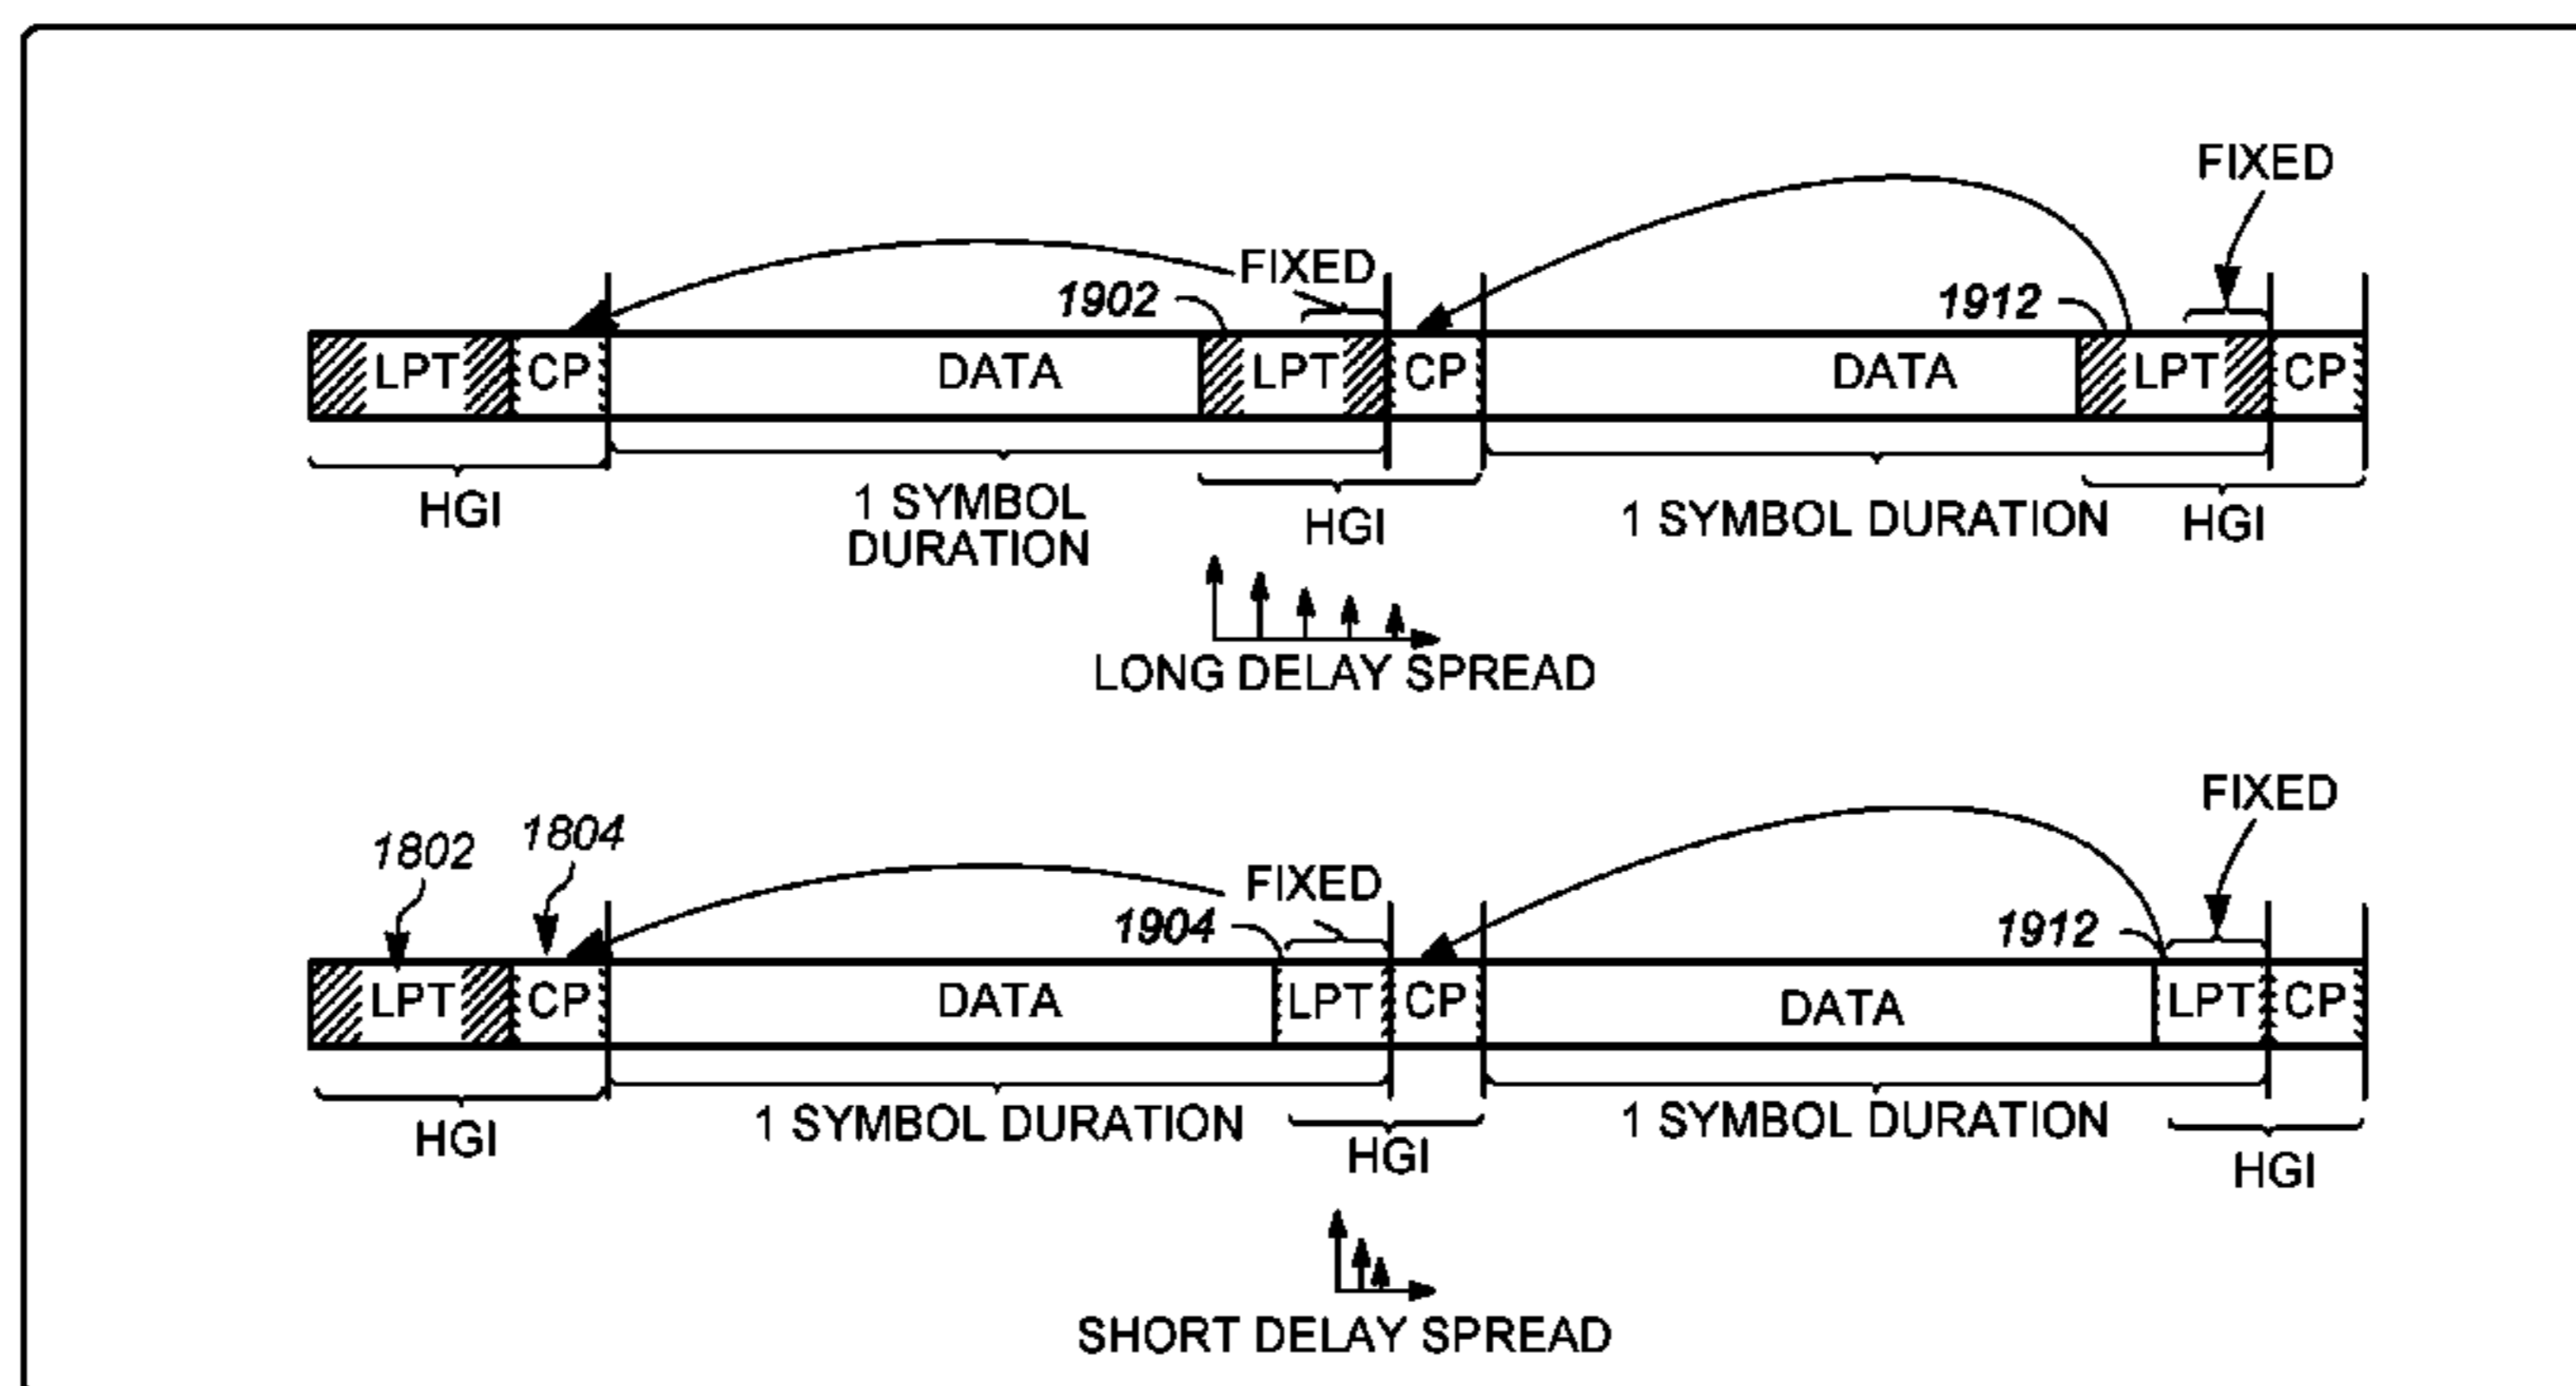 FIXED
FIXED
1902
1912
LPT CP DATA LPT CP DATA LPT CP
HGI
1 SYMBOL
DURATION
HGI
1 SYMBOL DURATION
HGI
LONG DELAY SPREAD
FIXED
1802
1804
FIXED
1904
1912
LPT CP DATA LPT CP DATA LPT CP
HGI
1 SYMBOL DURATION
HGI
1 SYMBOL DURATION
HGI
SHORT DELAY SPREAD